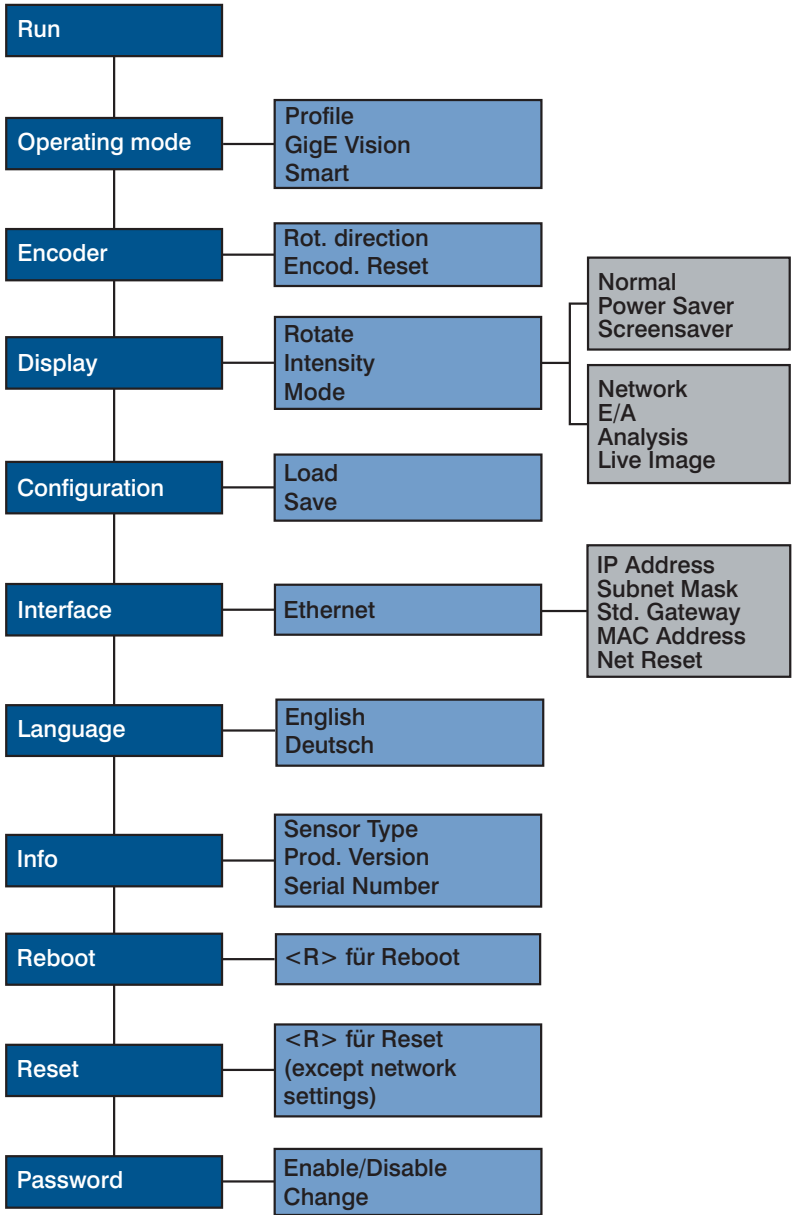 Run
Operating mode
Profile
GigE Vision
Smart
Encoder
Rot. direction
Encod. Reset
Display
Rotate
Intensity
Mode
Normal
Power Saver
Screensaver
Network
E/A
Analysis
Live Image
Configuration
Load
Save
Interface
Ethernet
IP Address
Subnet Mask
Std. Gateway
MAC Address
Net Reset
Language
English
Deutsch
Info
Sensor Type
Prod. Version
Serial Number
Reboot
<R> für Reboot
Reset
<R> für Reset
(except network
settings)
Password
Enable/Disable
Change